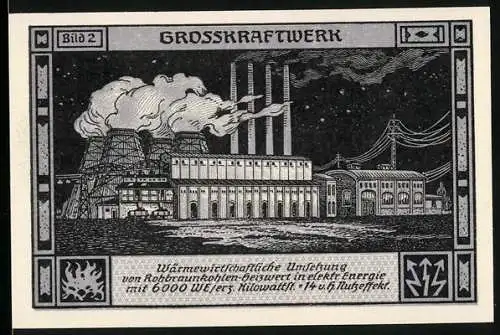 Bild 2
GROSSKRAFTWERK
Wärmewirtschaftliche Umsetzung
von Rohbraunkohlen-Heizwert in elektr. Energie
mit 6000 WE/erz. Kilowattst. = 14 v.H. Nutzeffekt.